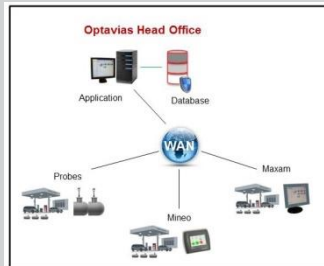 Optavias Head Office
Application
Database
WAN
Probes
Maxam
Mineo